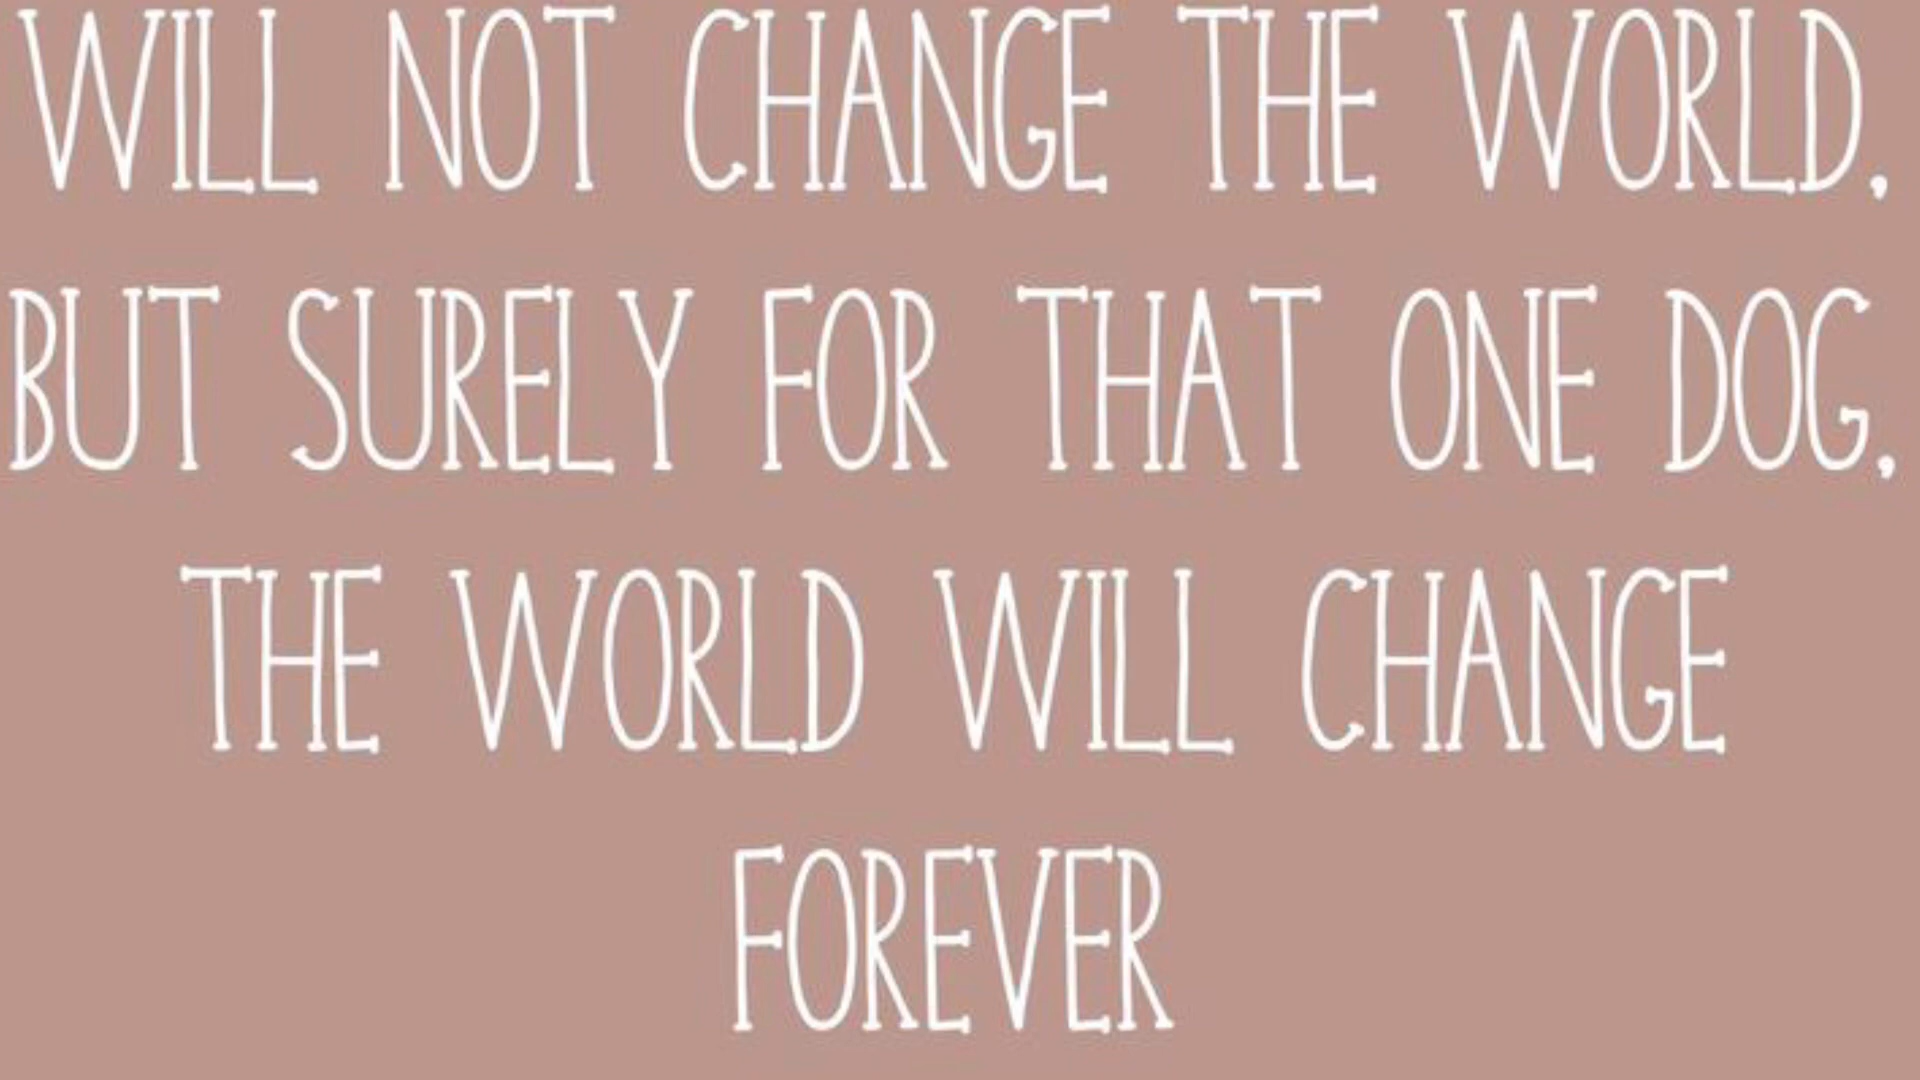 WILL NOT CHANGE THE WORLD,
BUT SURELY FOR THAT ONE DOG,
THE WORLD WILL CHANGE
FOREVER